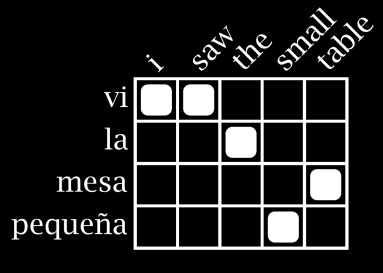 i saw the small table
vi
la
mesa
pequeña